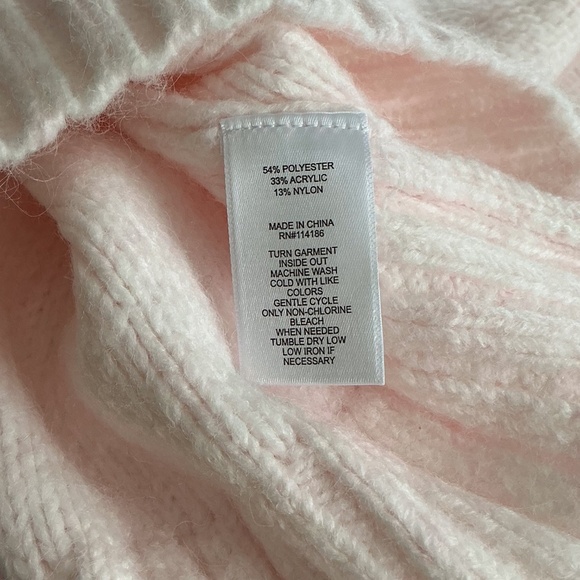 54% POLYESTER
33% ACRYLIC
13% NYLON
MADE IN CHINA
RN#114186
TURN GARMENT
INSIDE OUT
MACHINE WASH
COLD WITH LIKE
COLORS
GENTLE CYCLE
ONLY NON-CHLORINE
BLEACH
WHEN NEEDED
TUMBLE DRY LOW
LOW IRON IF
NECESSARY